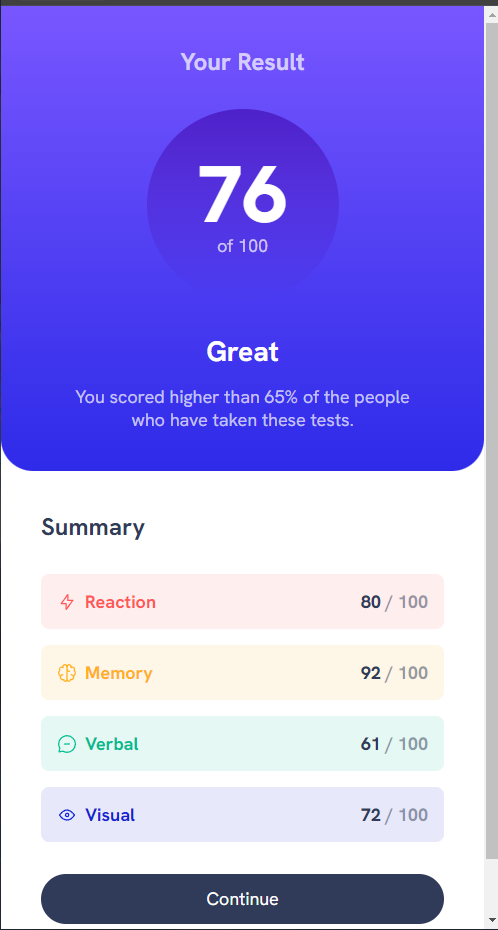 Your Result
76
of 100
Great
You scored higher than 65% of the people
who have taken these tests.
Summary
Reaction 80 / 100
Memory 92 / 100
Verbal 61 / 100
Visual 72 / 100
Continue